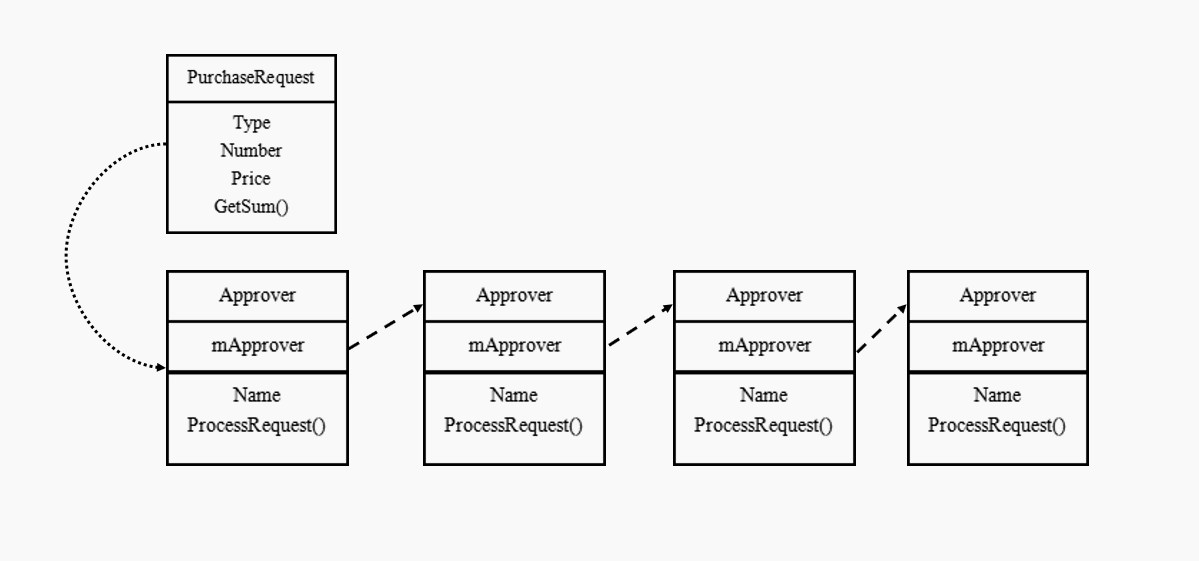 PurchaseRequest
Type
Number
Price
GetSum()
Approver
mApprover
Name
ProcessRequest()
Approver
mApprover
Name
ProcessRequest()
Approver
mApprover
Name
ProcessRequest()
Approver
mApprover
Name
ProcessRequest()